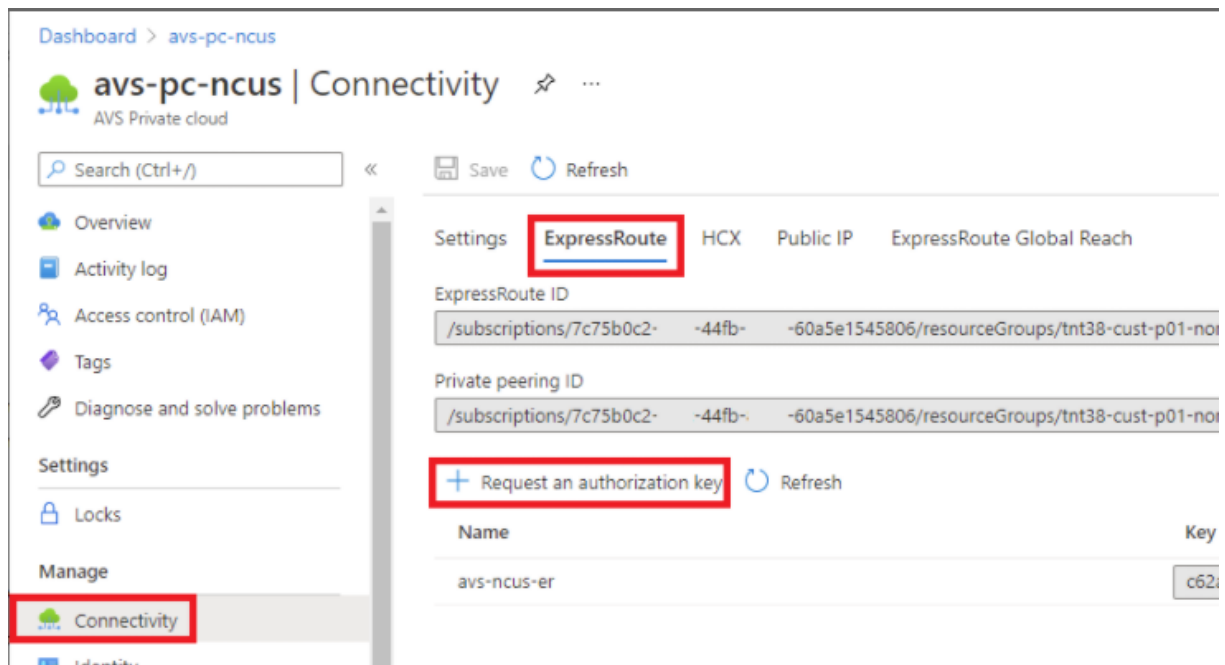 Dashboard > avs-pc-ncus
avs-pc-ncus | Connectivity ...
AVS Private cloud
Search (Ctrl+/) «
Overview
Activity log
Access control (IAM)
Tags
Diagnose and solve problems
Settings
Locks
Manage
Connectivity
Identity
Save Refresh
Settings ExpressRoute HCX Public IP ExpressRoute Global Reach
ExpressRoute ID
/subscriptions/7c75b0c2- -44fb- -60a5e1545806/resourceGroups/tnt38-cust-p01-nor
Private peering ID
/subscriptions/7c75b0c2- -44fb- -60a5e1545806/resourceGroups/tnt38-cust-p01-nor
+ Request an authorization key Refresh
Name Key
avs-ncus-er c62a